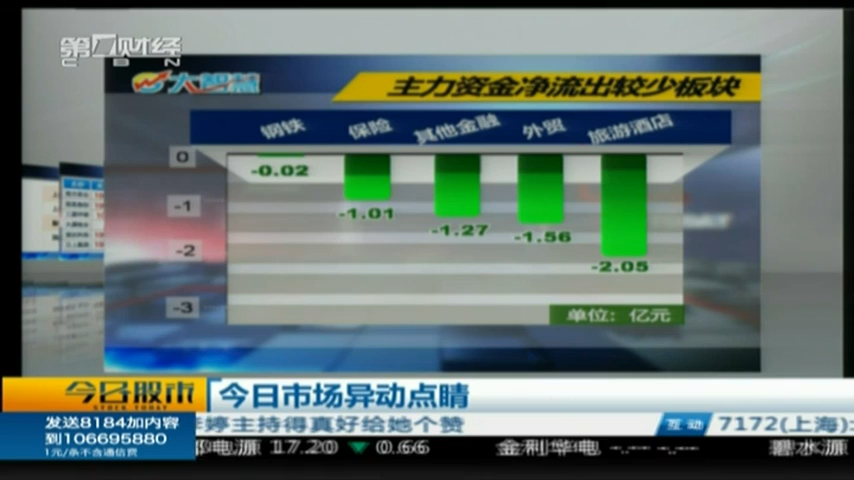 第一财经
CBN
大智慧
主力资金净流出较少板块
钢铁 保险 其他金融 外贸 旅游酒店
0
-0.02
-1
-1.01
-1.27
-1.56
-2
-2.05
-3
单位：亿元
今日股市
STOCK TODAY
今日市场异动点睛
发送8184加内容
到106695880
1元/条不含通信费
婷主持得真好给她个赞
互动
7172(上海):
电源 17.20 ▼ 0.66 金利华电 -.-- 碧水源